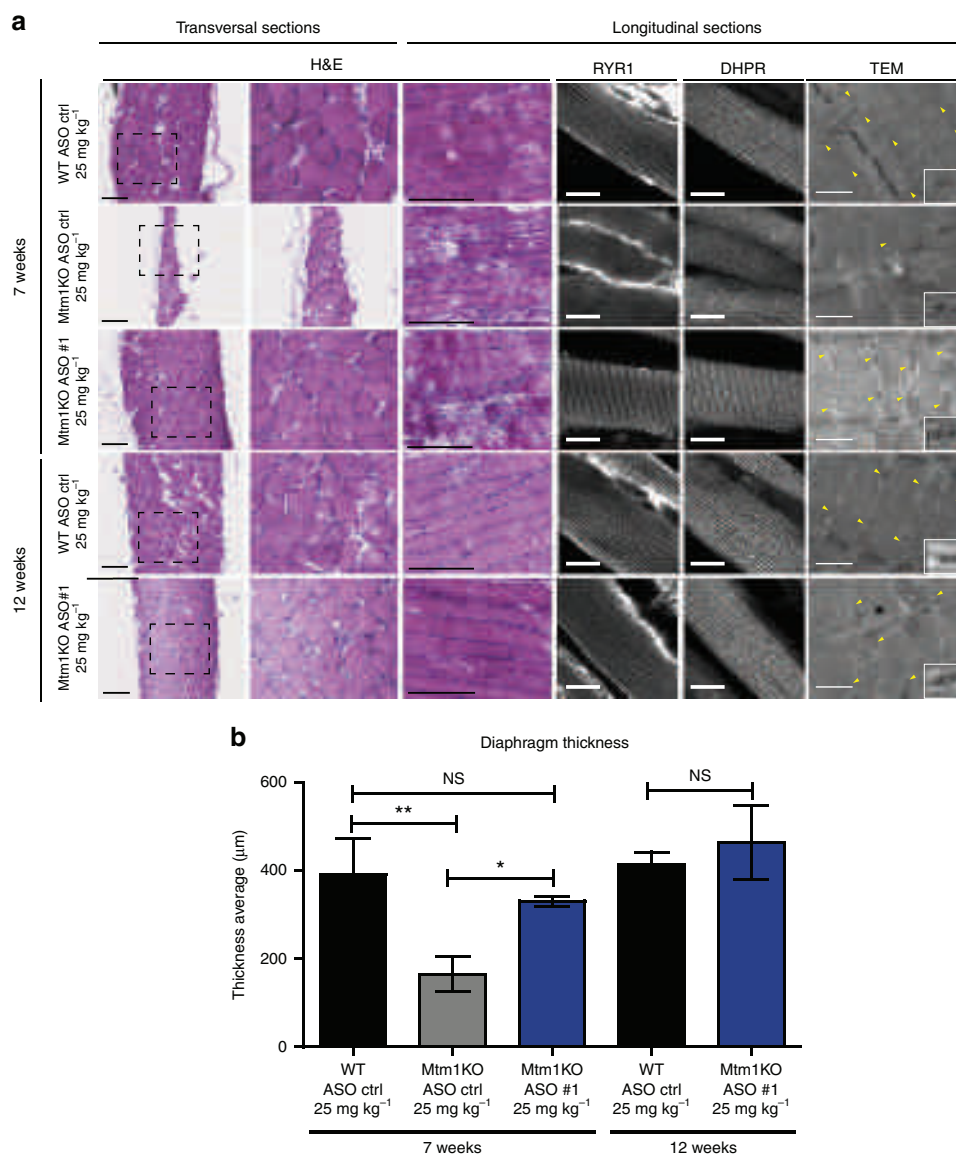 a
Transversal sections
Longitudinal sections
H&E
RYR1
DHPR
TEM
7 weeks
WT ASO ctrl
25 mg kg⁻¹
Mtm1KO ASO ctrl
25 mg kg⁻¹
Mtm1KO ASO #1
25 mg kg⁻¹
12 weeks
WT ASO ctrl
25 mg kg⁻¹
Mtm1KO ASO#1
25 mg kg⁻¹
b
Diaphragm thickness
NS
NS
**
*
Thickness average (μm)
600
400
200
0
WT
ASO ctrl
25 mg kg⁻¹
Mtm1KO
ASO ctrl
25 mg kg⁻¹
Mtm1KO
ASO #1
25 mg kg⁻¹
WT
ASO ctrl
25 mg kg⁻¹
Mtm1KO
ASO #1
25 mg kg⁻¹
7 weeks
12 weeks